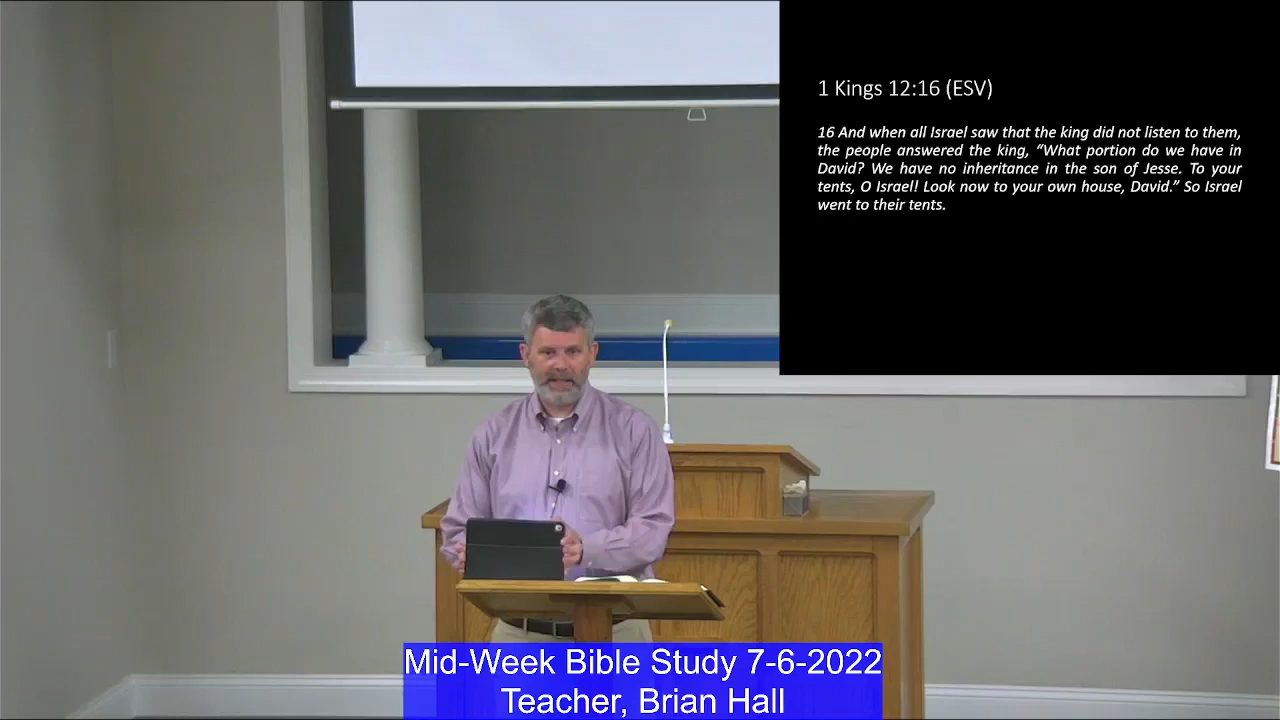 1 Kings 12:16 (ESV)
16 And when all Israel saw that the king did not listen to them,
the people answered the king, “What portion do we have in
David? We have no inheritance in the son of Jesse. To your
tents, O Israel! Look now to your own house, David.” So Israel
went to their tents.
Mid-Week Bible Study 7-6-2022
Teacher, Brian Hall